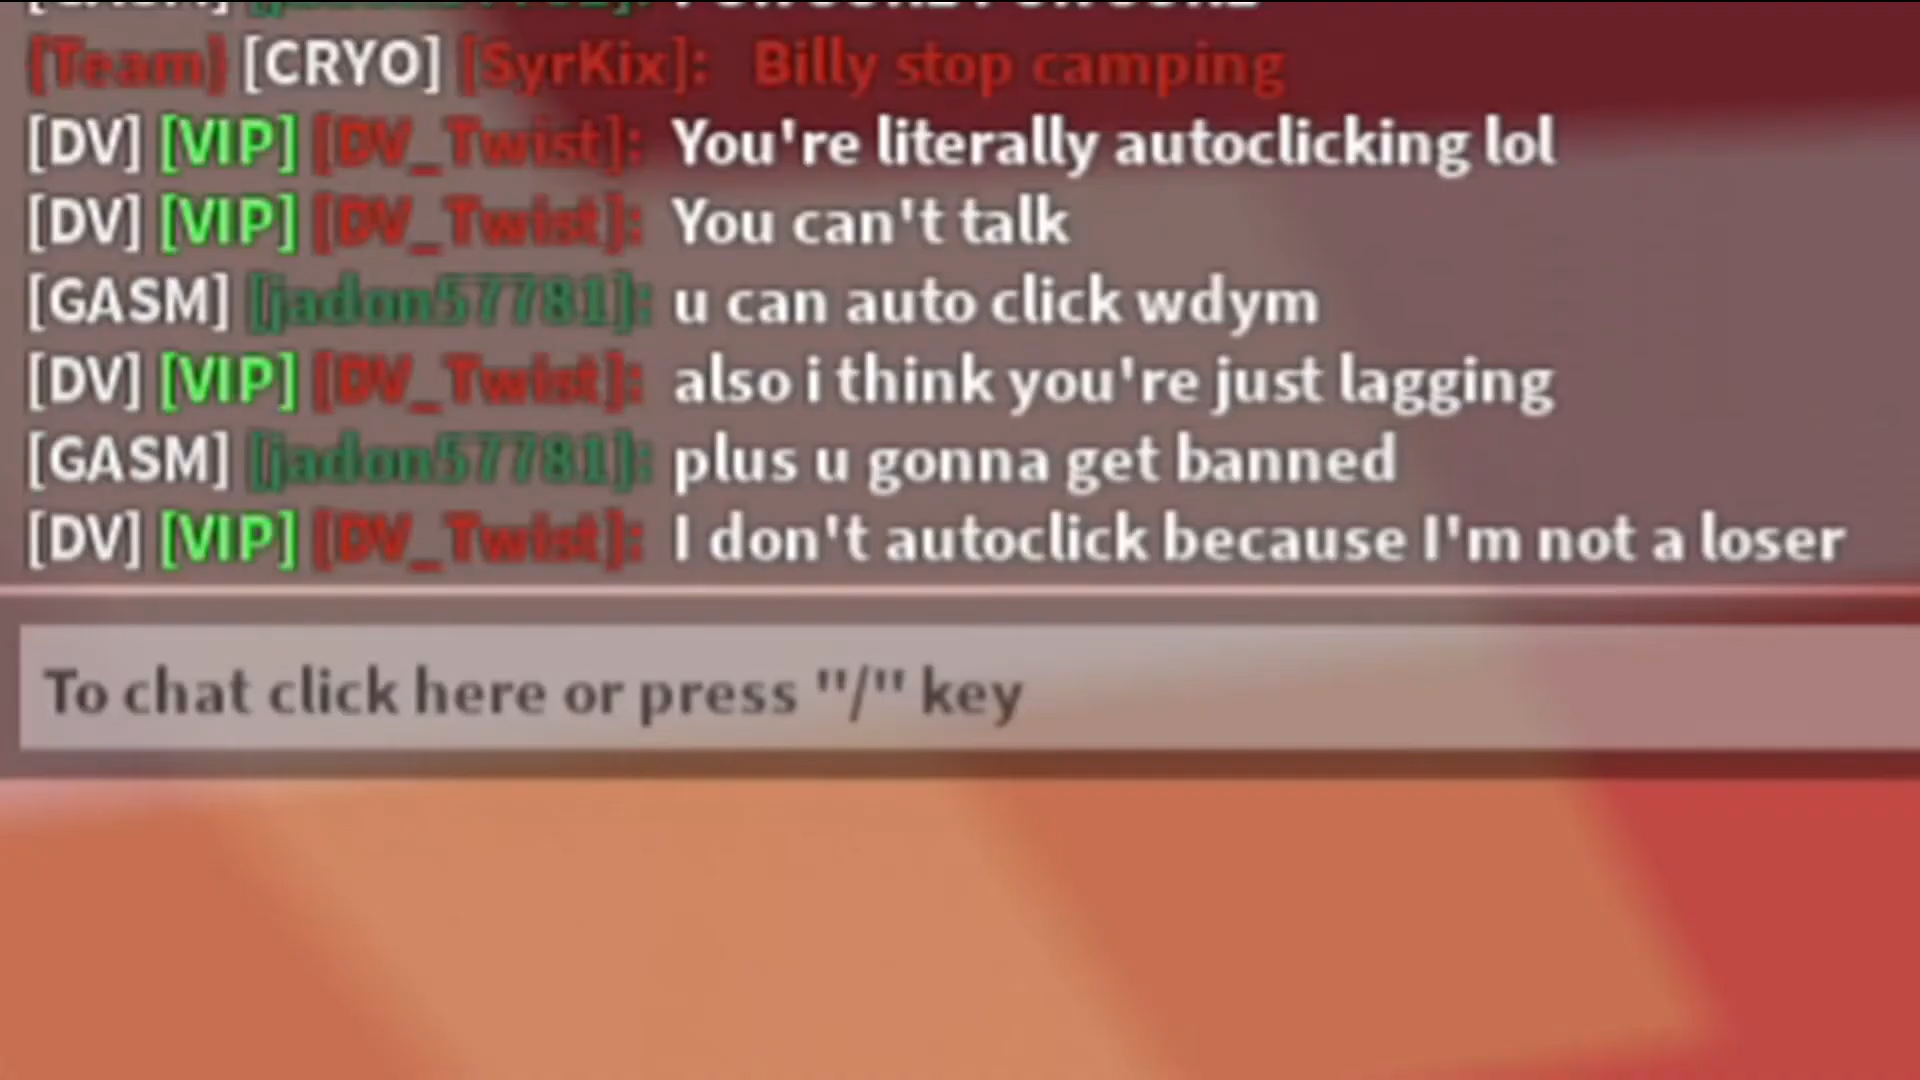 {Team} [CRYO] [SyrKix]: Billy stop camping
[DV] [VIP] [DV_Twist]: You're literally autoclicking lol
[DV] [VIP] [DV_Twist]: You can't talk
[GASM] [jadon57781]: u can auto click wdym
[DV] [VIP] [DV_Twist]: also i think you're just lagging
[GASM] [jadon57781]: plus u gonna get banned
[DV] [VIP] [DV_Twist]: I don't autoclick because I'm not a loser
To chat click here or press "/" key